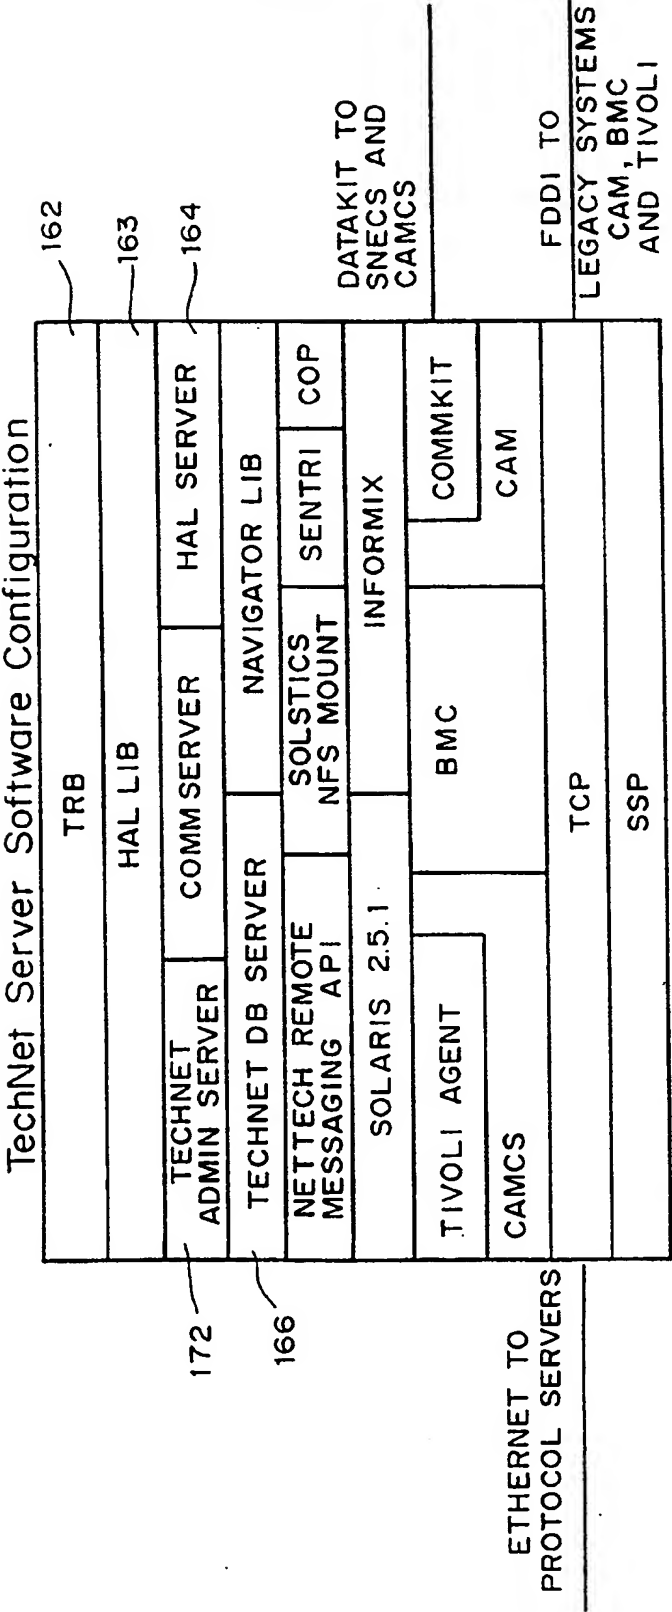 TechNet Server Software Configuration
TRB
162
HAL LIB
163
TECHNET
ADMIN SERVER
COMM SERVER
HAL SERVER
164
172
TECHNET DB SERVER
NAVIGATOR LIB
166
NETTECH REMOTE
MESSAGING API
SOLSTICS
NFS MOUNT
SENTRI
COP
SOLARIS 2.5.1
INFORMIX
DATAKIT TO
SNECS AND
CAMCS
TIVOLI AGENT
CAMCS
BMC
COMMKIT
CAM
ETHERNET TO
PROTOCOL SERVERS
TCP
FDDI TO
LEGACY SYSTEMS
CAM, BMC
AND TIVOLI
SSP